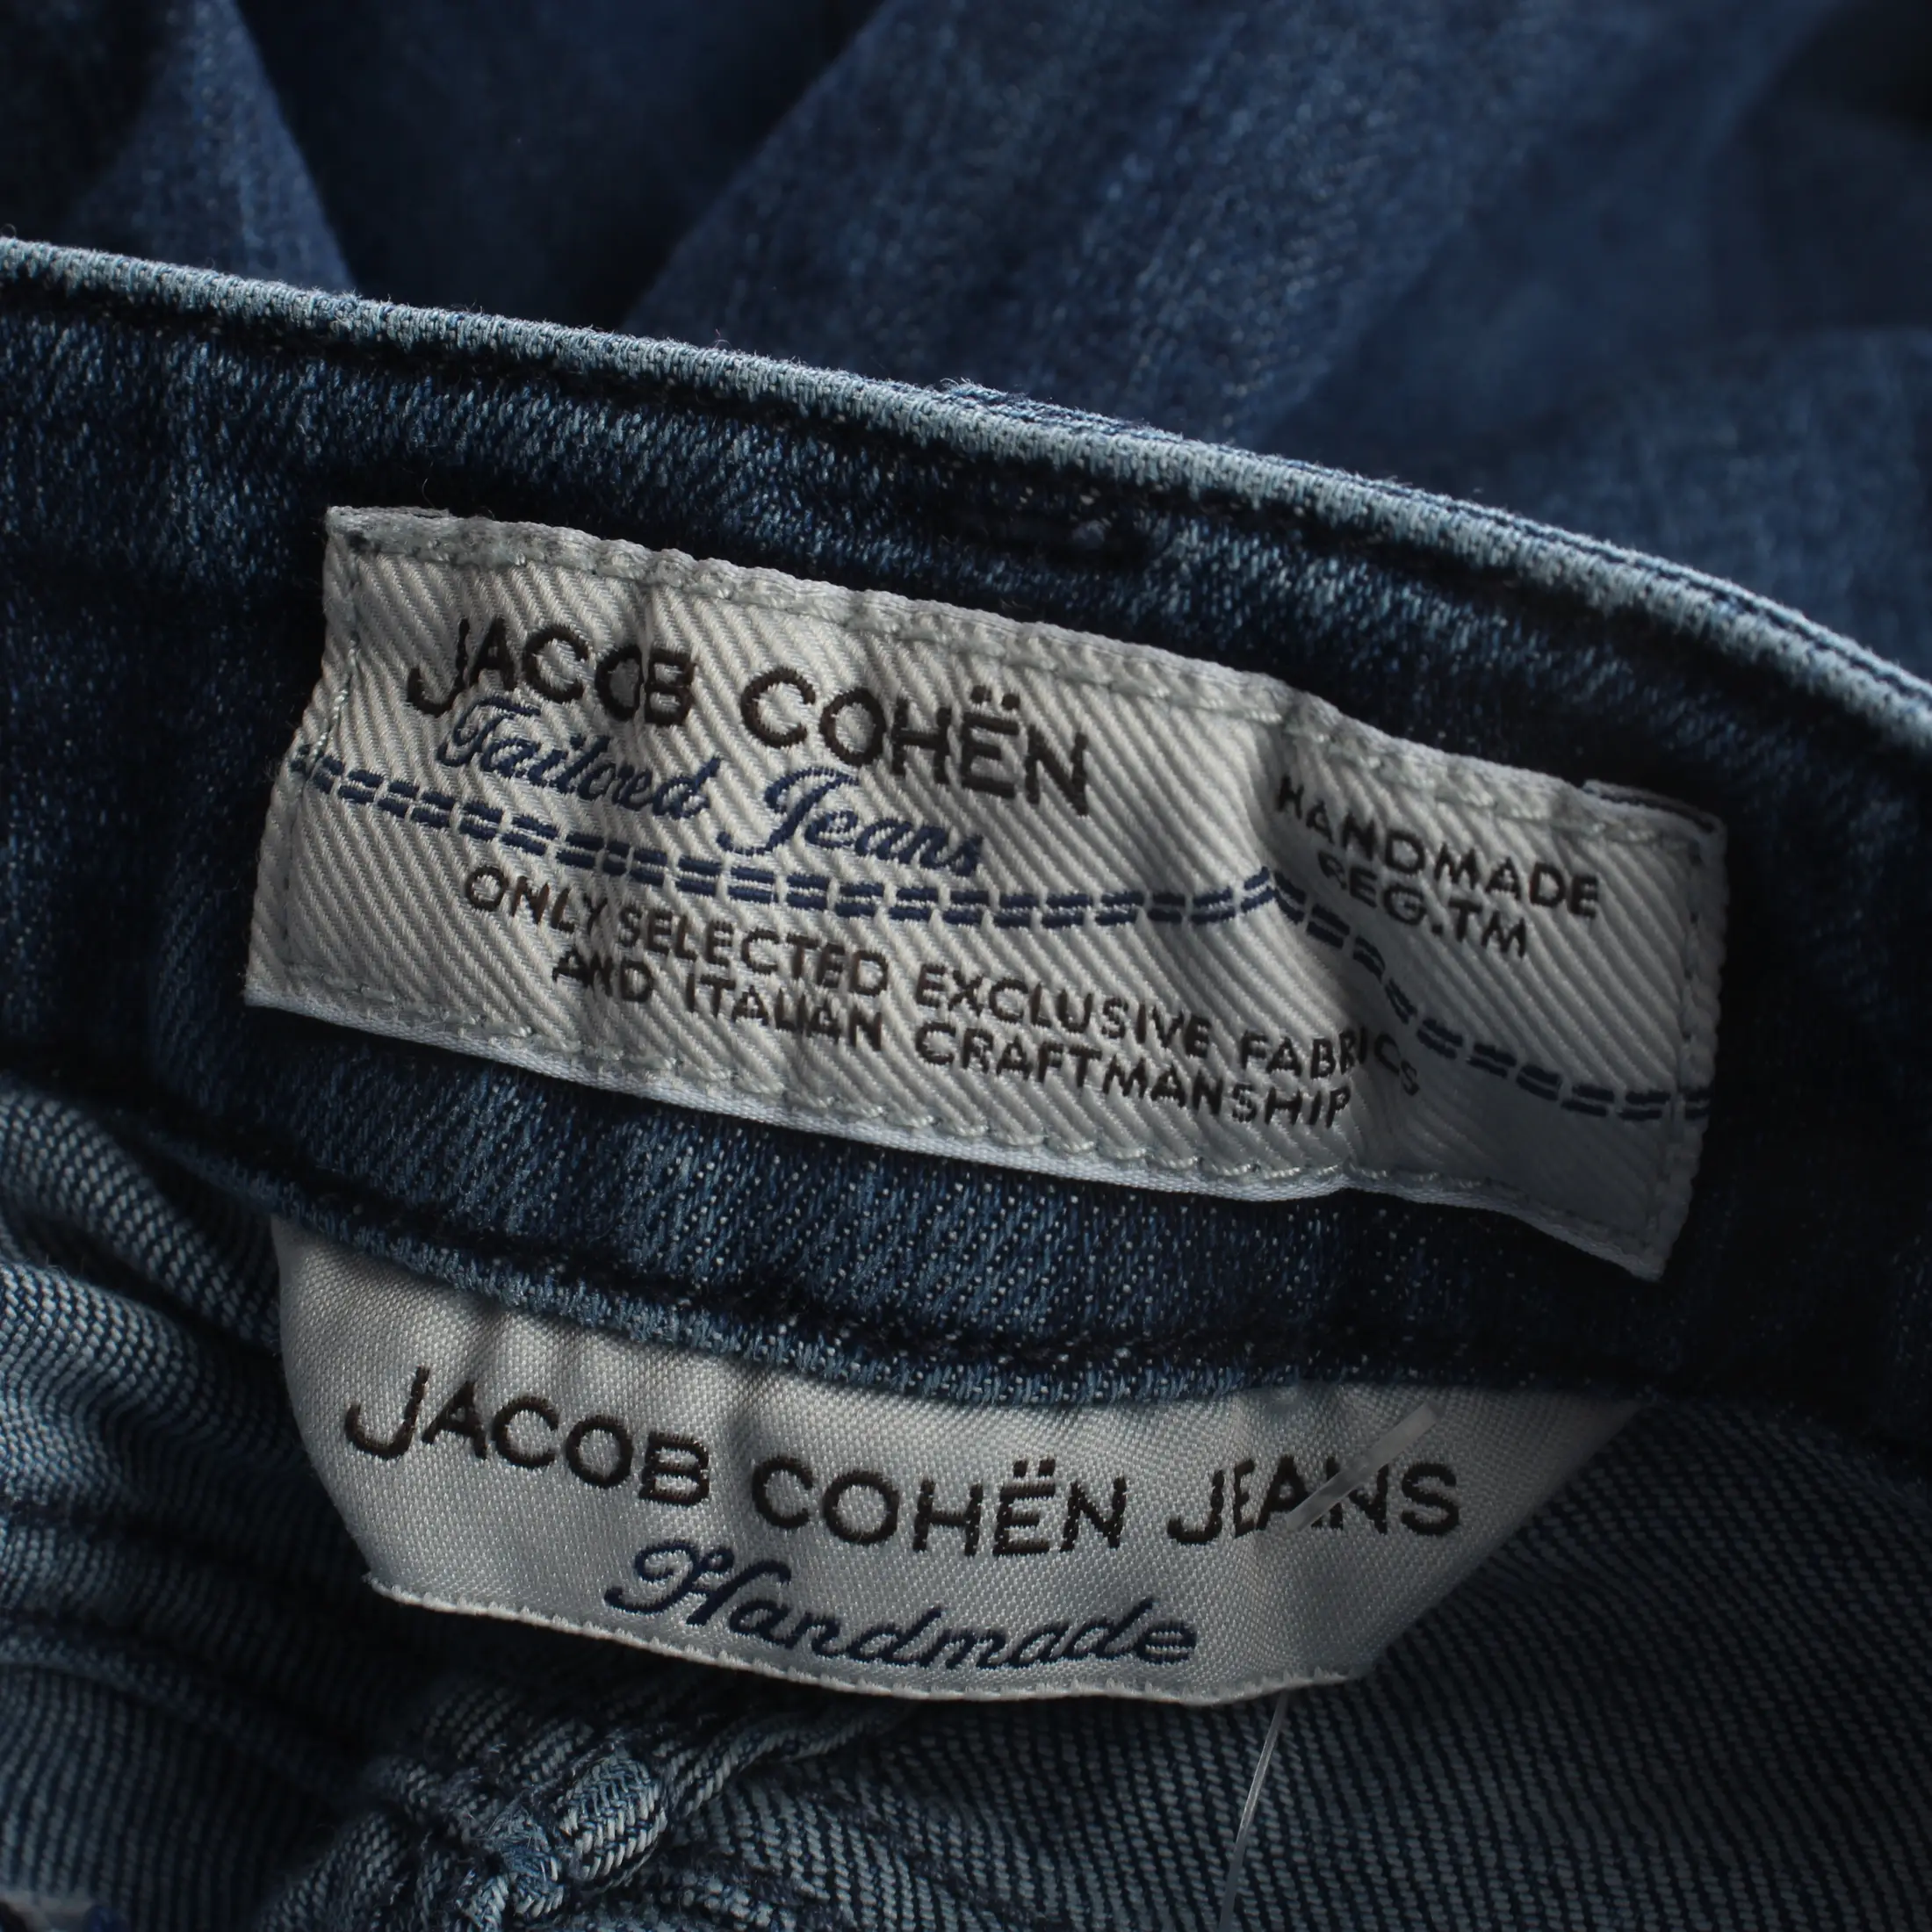 JACOB COHËN
Tailored Jeans
HANDMADE
REG.TM
ONLY SELECTED EXCLUSIVE FABRICS
AND ITALIAN CRAFTMANSHIP
JACOB COHËN JEANS
Handmade